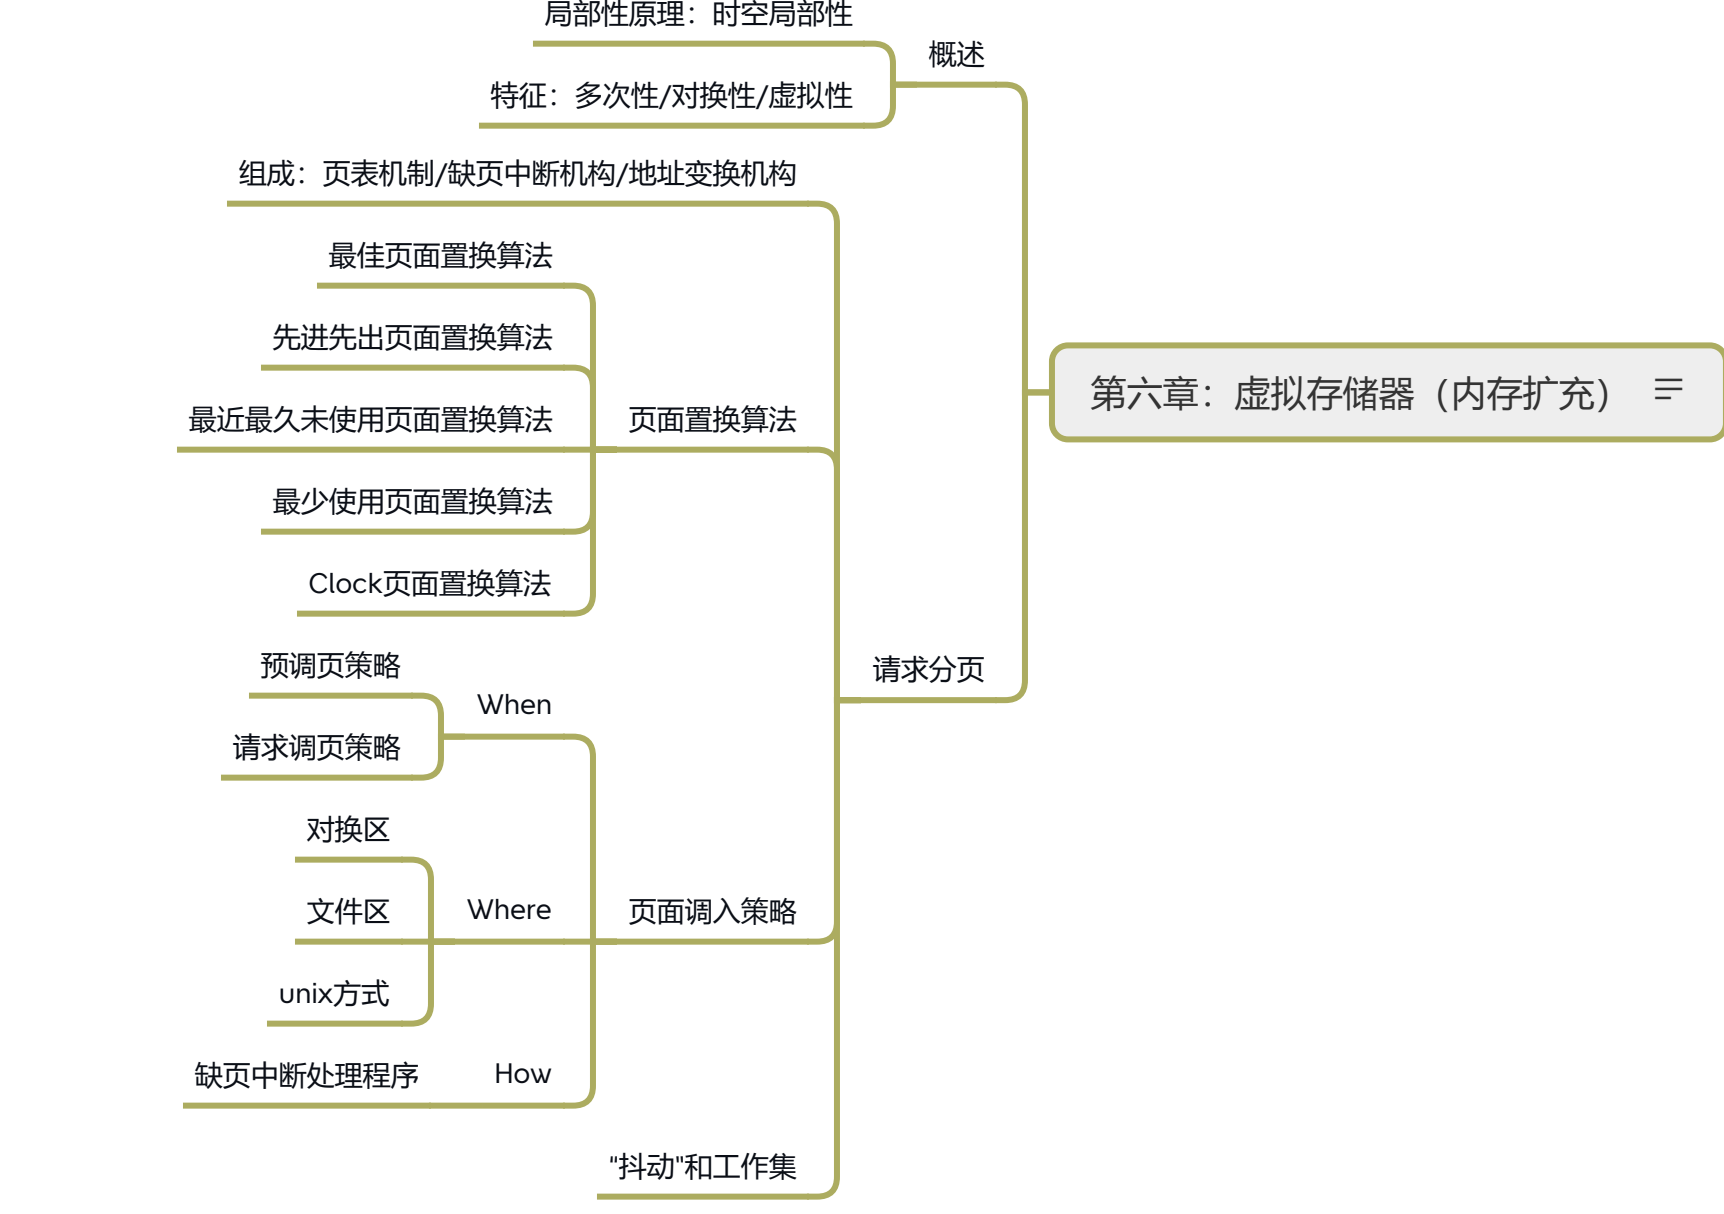 局部性原理：时空局部性
概述
特征：多次性/对换性/虚拟性
组成：页表机制/缺页中断机构/地址变换机构
最佳页面置换算法
先进先出页面置换算法
第六章：虚拟存储器（内存扩充）
最近最久未使用页面置换算法
页面置换算法
最少使用页面置换算法
Clock页面置换算法
预调页策略
请求分页
When
请求调页策略
对换区
文件区
Where
页面调入策略
unix方式
缺页中断处理程序
How
“抖动”和工作集